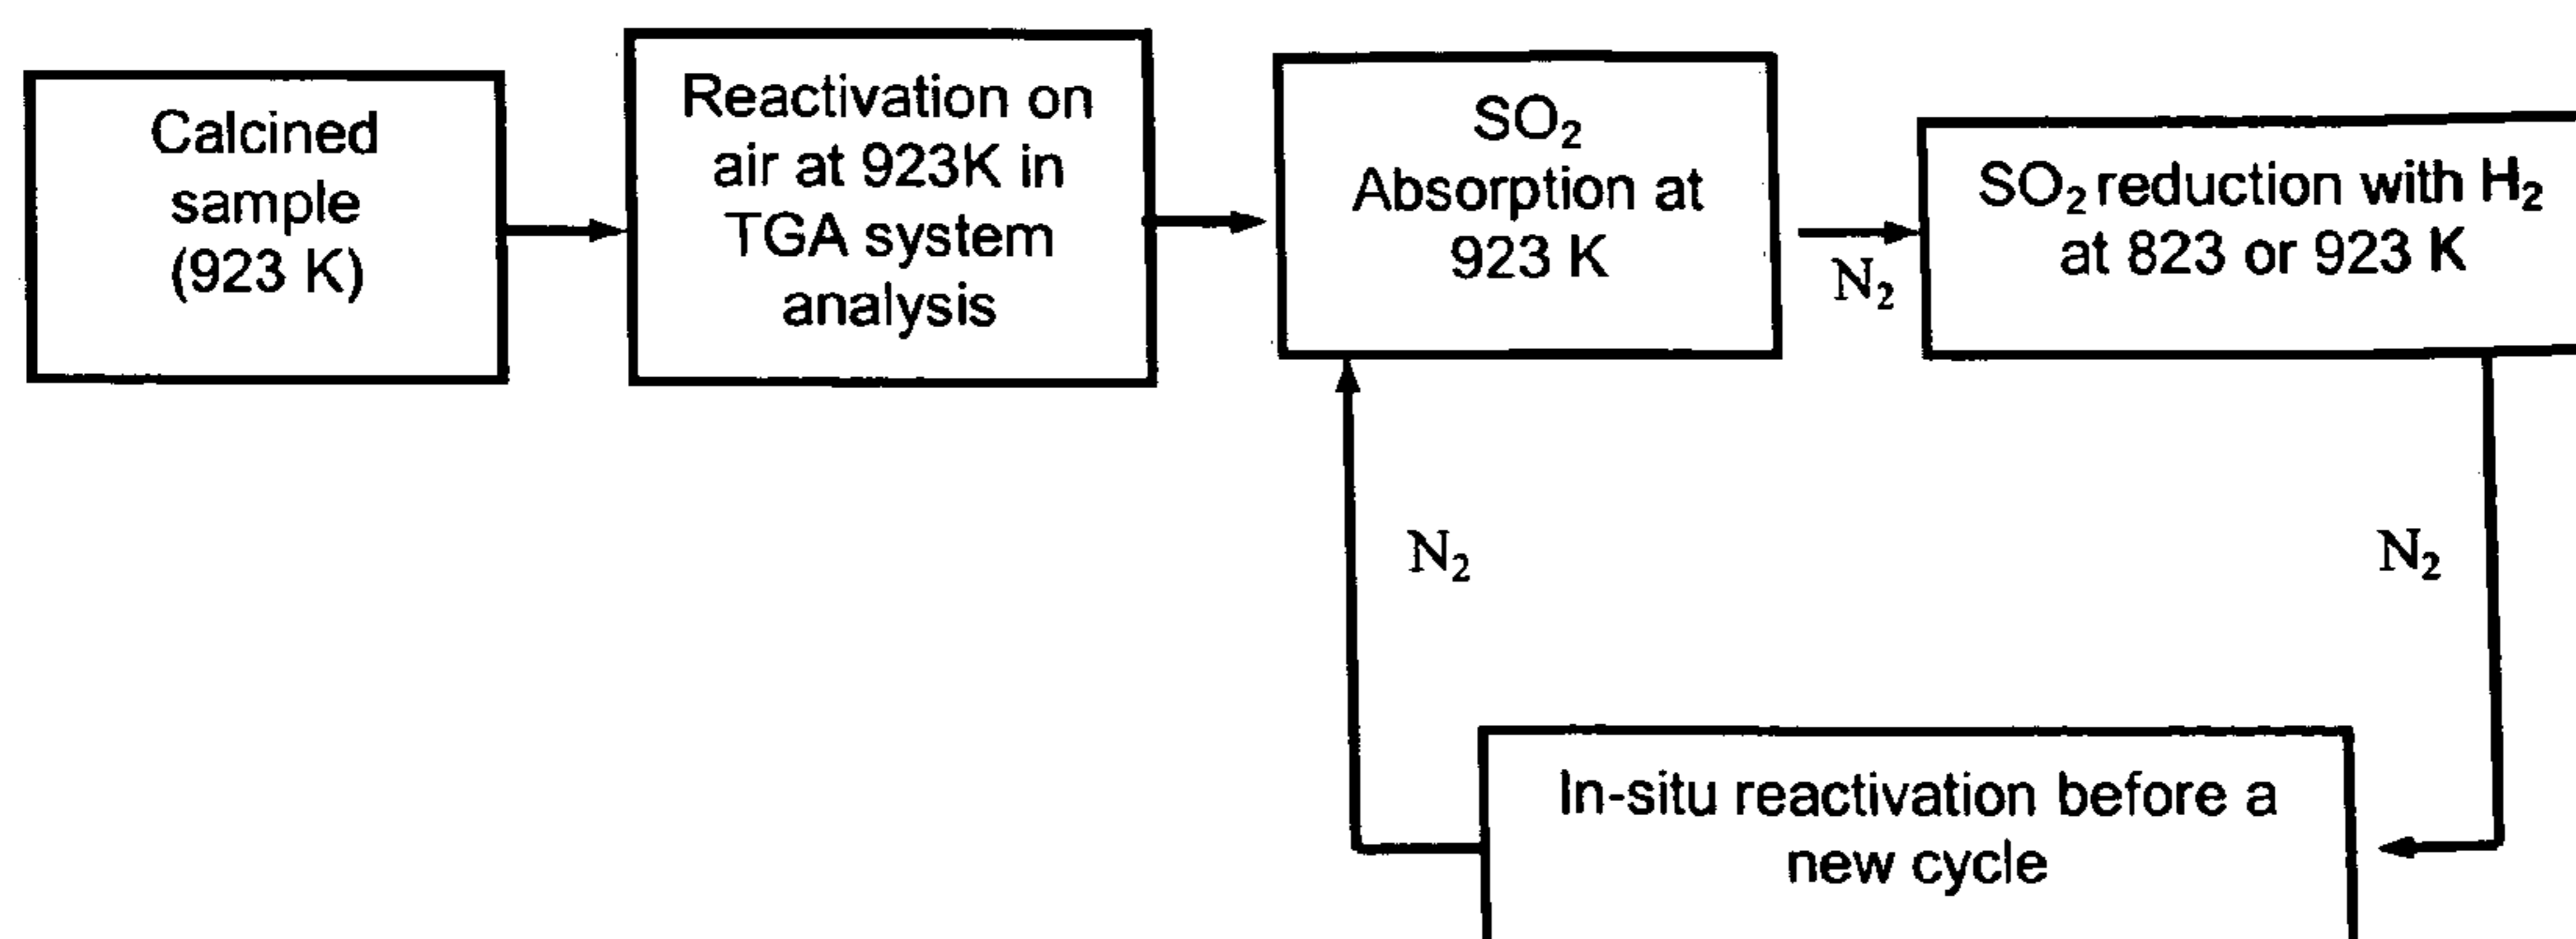 Calcined
sample
(923 K)
Reactivation on
air at 923K in
TGA system
analysis
SO₂
Absorption at
923 K
N₂
SO₂ reduction with H₂
at 823 or 923 K
N₂
N₂
In-situ reactivation before a
new cycle